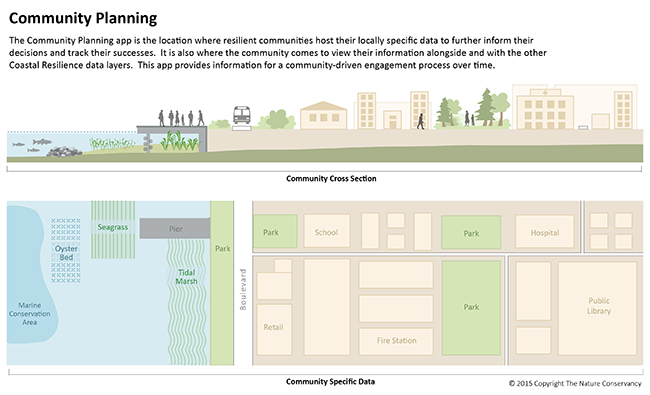 Community Planning
The Community Planning app is the location where resilient communities host their locally specific data to further inform their
decisions and track their successes.  It is also where the community comes to view their information alongside and with the other
Coastal Resilience data layers.  This app provides information for a community-driven engagement process over time.
Community Cross Section
Seagrass
Pier
Oyster
Bed
Park
Tidal
Marsh
Marine
Conservation
Area
Boulevard
Park
School
Park
Hospital
Retail
Fire Station
Park
Public
Library
Community Specific Data
© 2015 Copyright The Nature Conservancy